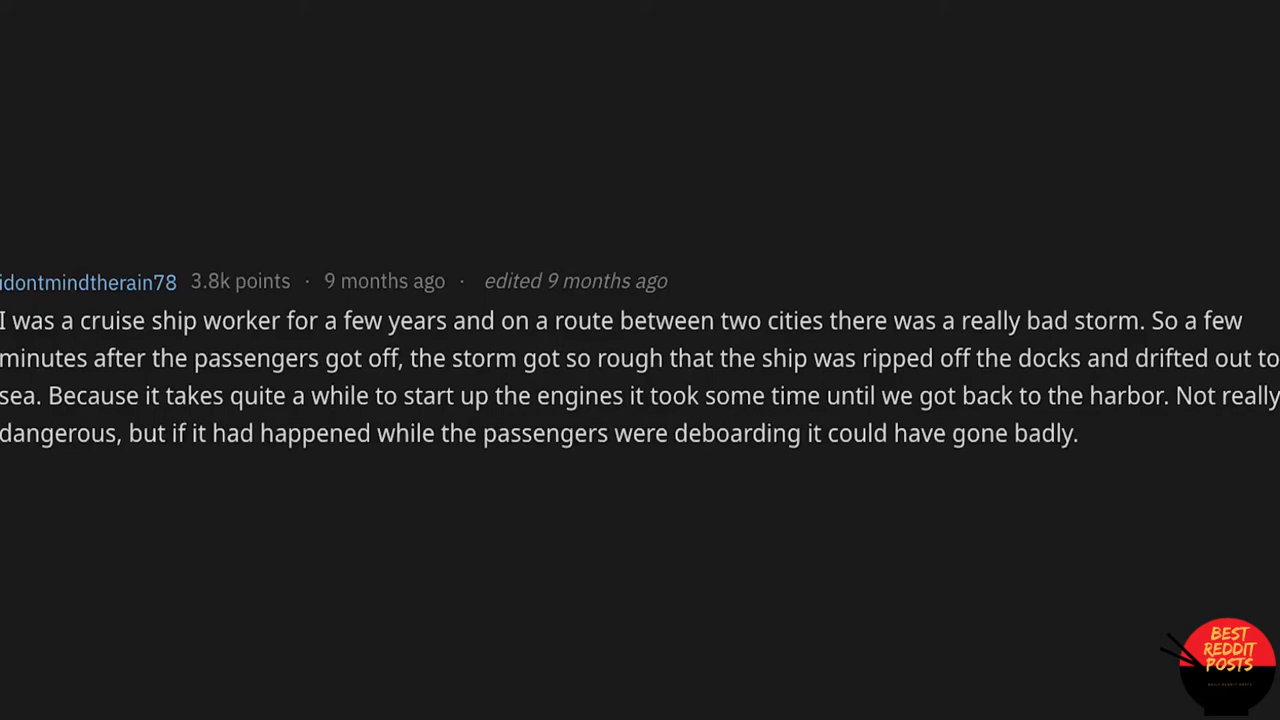 idontmindtherain78 3.8k points · 9 months ago · edited 9 months ago
I was a cruise ship worker for a few years and on a route between two cities there was a really bad storm. So a few
minutes after the passengers got off, the storm got so rough that the ship was ripped off the docks and drifted out to
sea. Because it takes quite a while to start up the engines it took some time until we got back to the harbor. Not really
dangerous, but if it had happened while the passengers were deboarding it could have gone badly.
BEST
REDDIT
POSTS